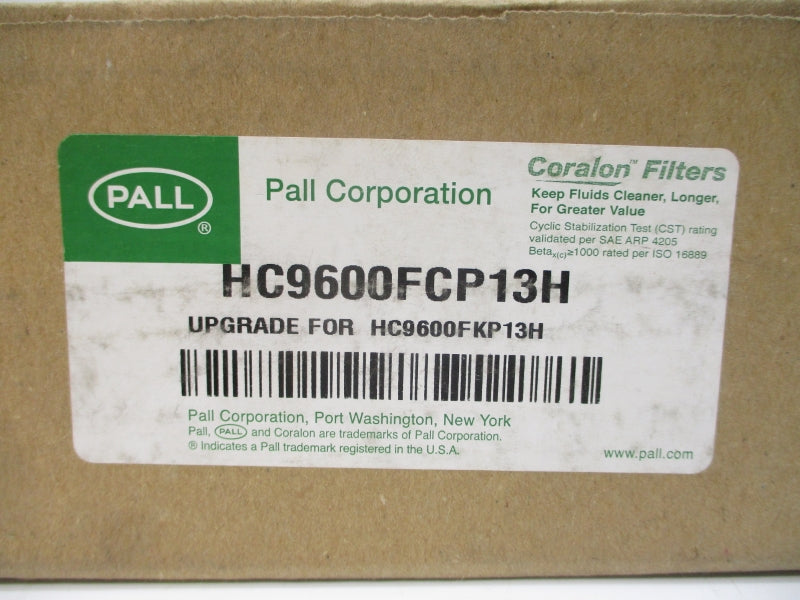 PALL
®
Pall Corporation
Coralon™ Filters
Keep Fluids Cleaner, Longer,
For Greater Value
Cyclic Stabilization Test (CST) rating
validated per SAE ARP 4205
Betax(c)≥1000 rated per ISO 16889
HC9600FCP13H
UPGRADE FOR HC9600FKP13H
Pall Corporation, Port Washington, New York
Pall, PALL and Coralon are trademarks of Pall Corporation.
® Indicates a Pall trademark registered in the U.S.A.
www.pall.com